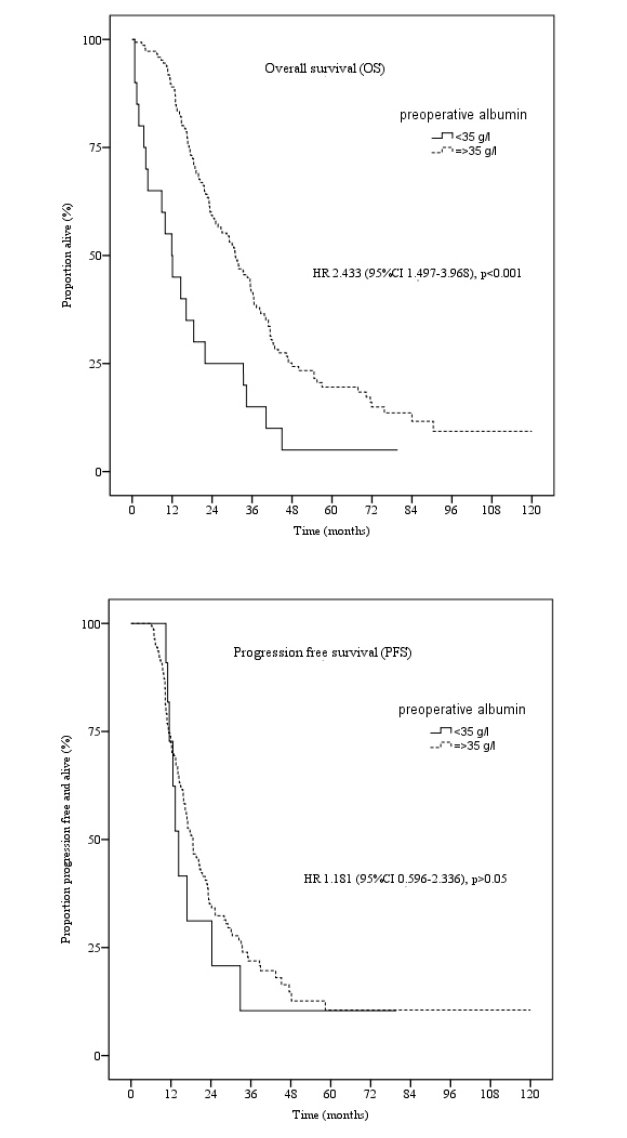 Overall survival (OS)
preoperative albumin
<35 g/l
=>35 g/l
HR 2.433 (95%CI 1.497-3.968), p<0.001
Proportion alive (%)
100
75
50
25
0
0 12 24 36 48 60 72 84 96 108 120
Time (months)
Progression free survival (PFS)
preoperative albumin
<35 g/l
=>35 g/l
HR 1.181 (95%CI 0.596-2.336), p>0.05
Proportion progression free and alive (%)
100
75
50
25
0
0 12 24 36 48 60 72 84 96 108 120
Time (months)